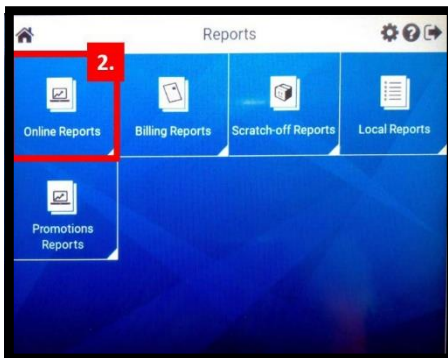 Reports
2.
Online Reports
Billing Reports
Scratch-off Reports
Local Reports
Promotions
Reports